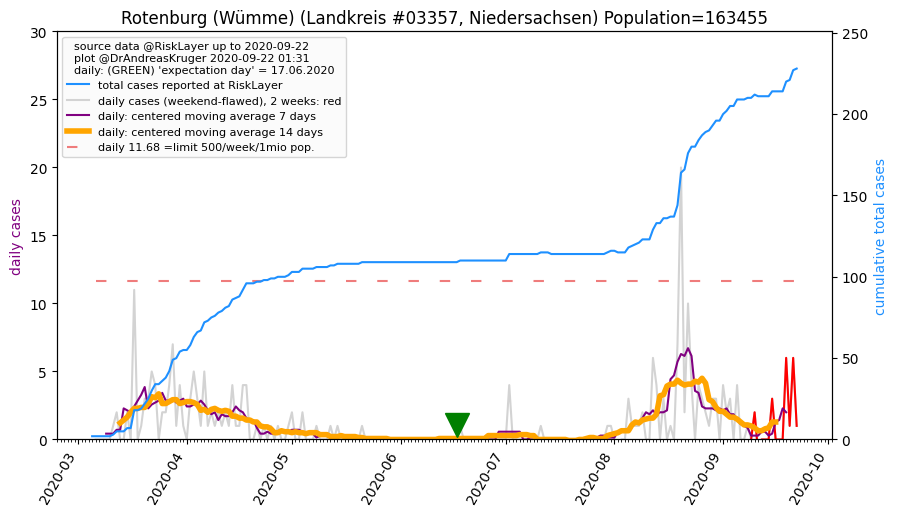 Rotenburg (Wümme) (Landkreis #03357, Niedersachsen) Population=163455
source data @RiskLayer up to 2020-09-22
plot @DrAndreasKruger 2020-09-22 01:31
daily: (GREEN) 'expectation day' = 17.06.2020
total cases reported at RiskLayer
daily cases (weekend-flawed), 2 weeks: red
daily: centered moving average 7 days
daily: centered moving average 14 days
daily 11.68 =limit 500/week/1mio pop.
daily cases
30
25
20
15
10
5
0
cumulative total cases
250
200
150
100
50
0
2020-03
2020-04
2020-05
2020-06
2020-07
2020-08
2020-09
2020-10